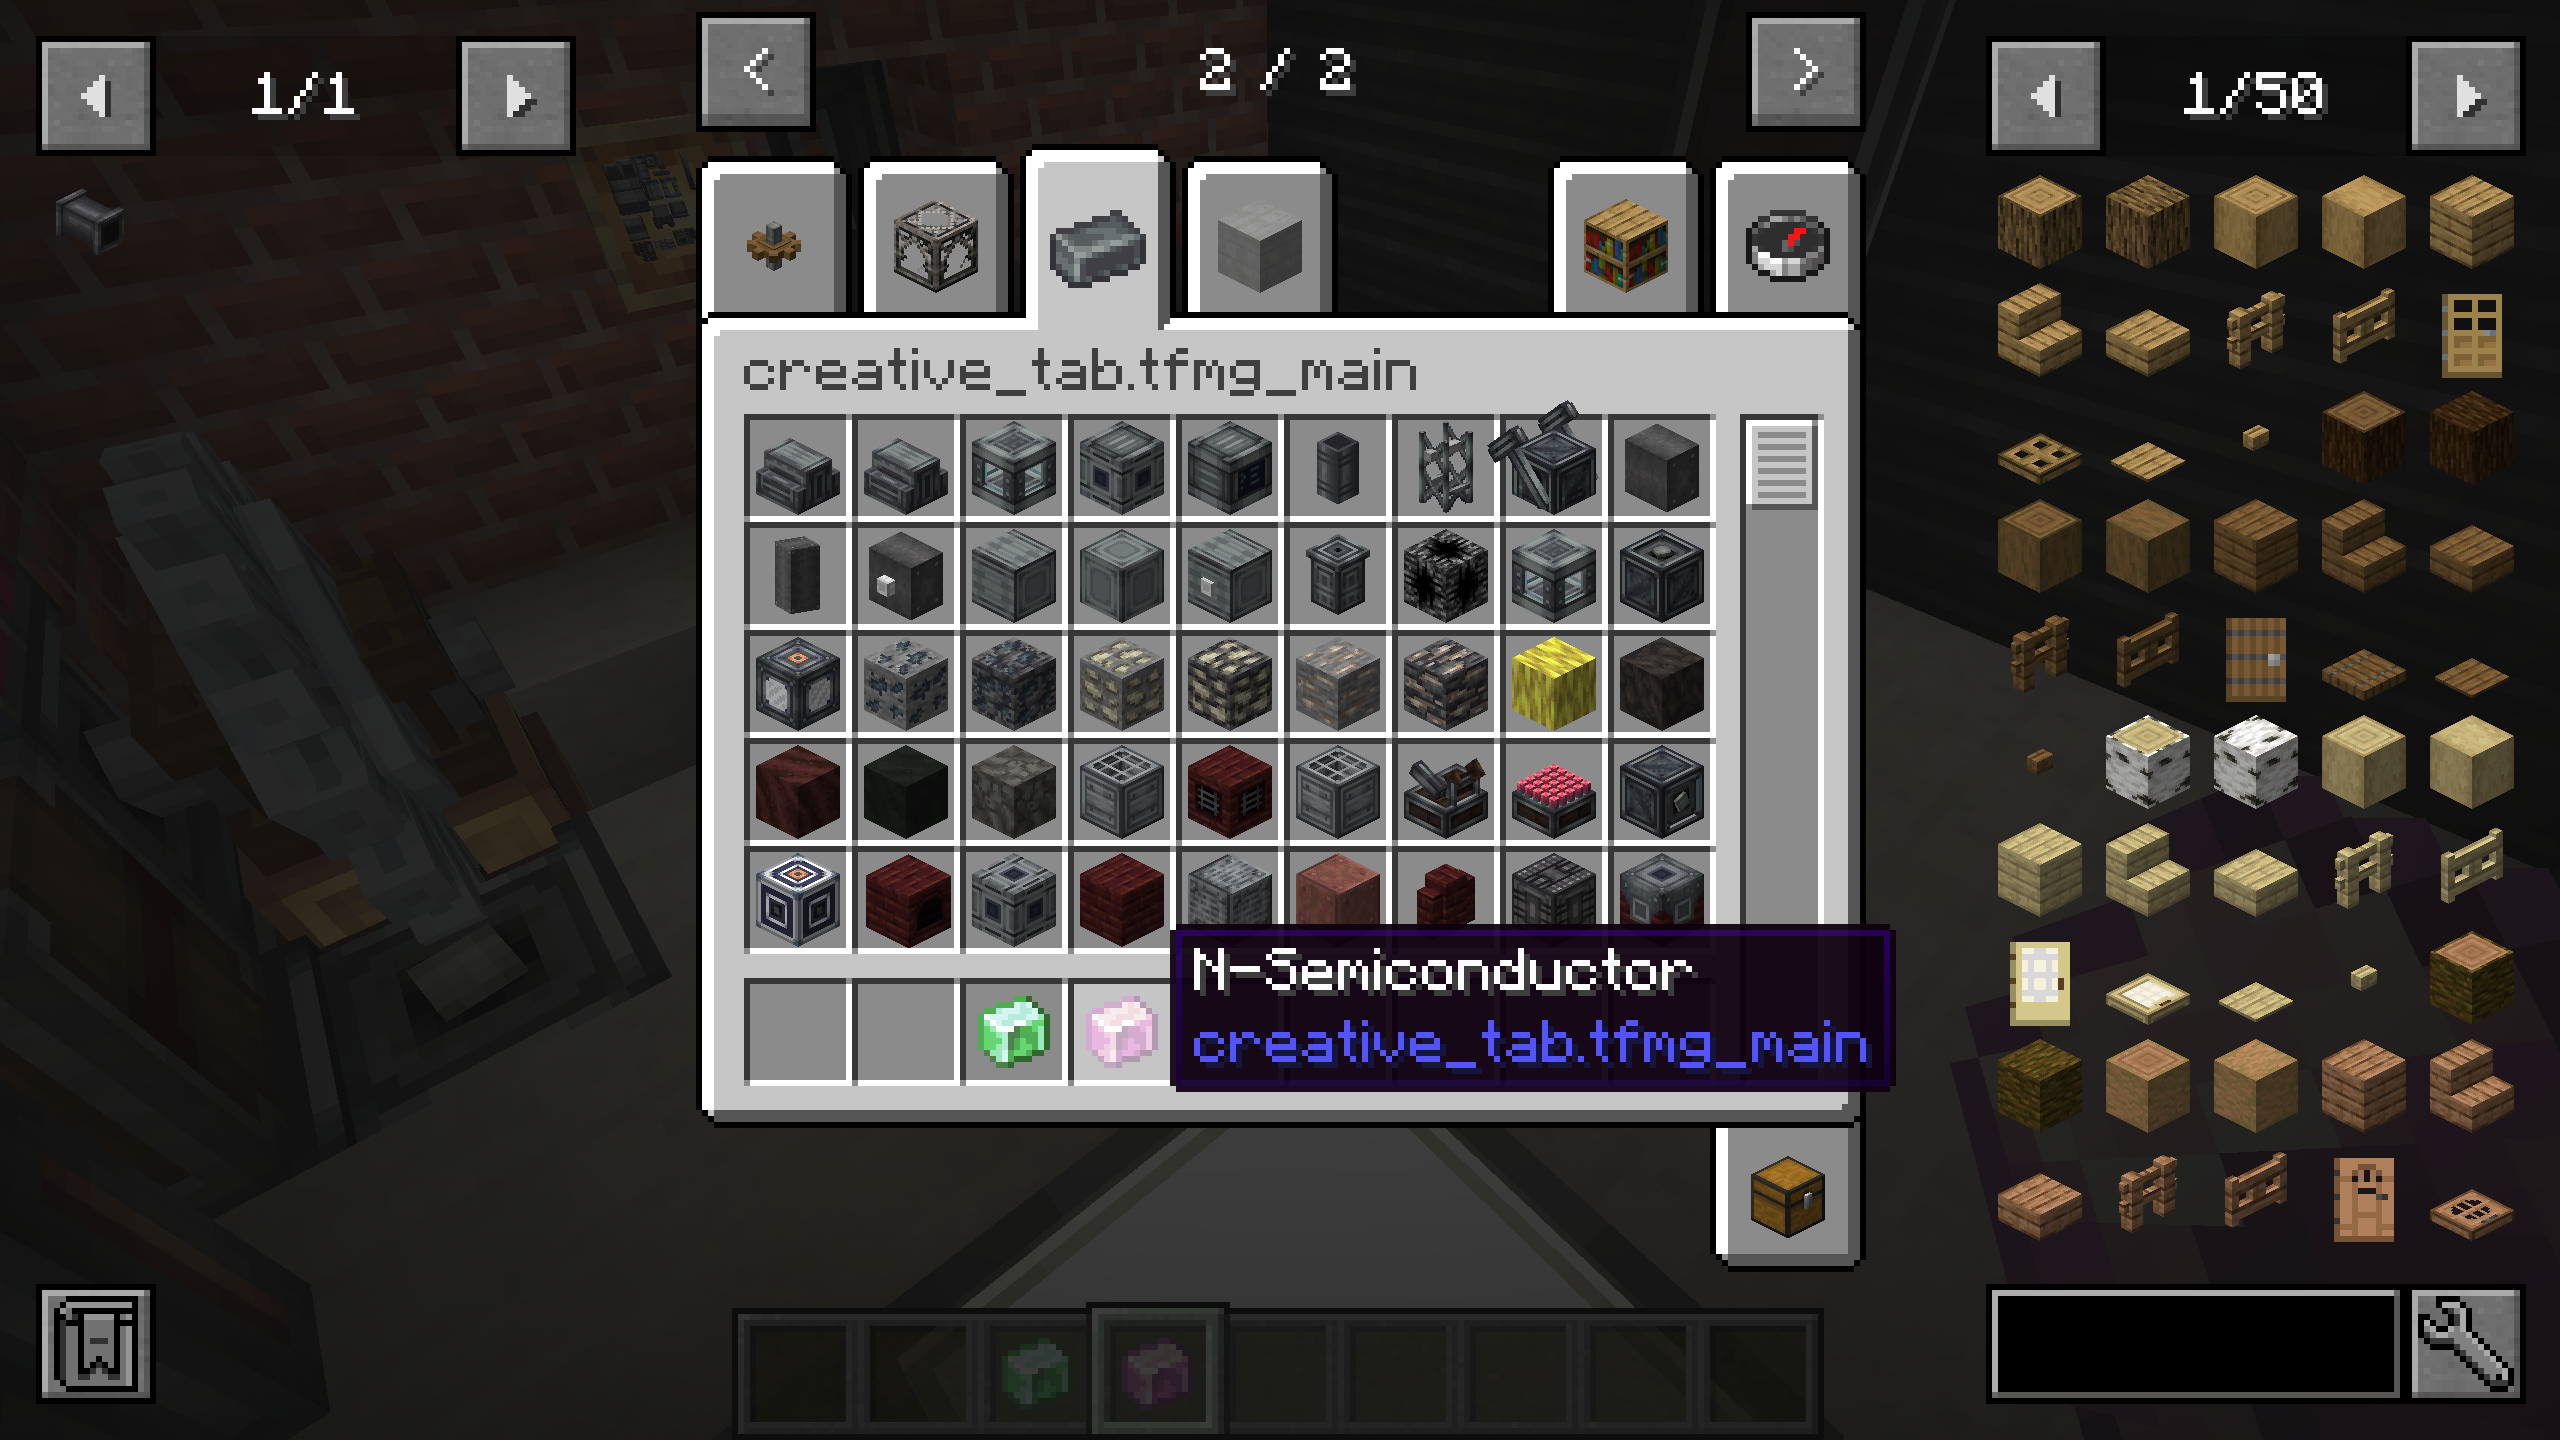 1/1
2 / 2
1/50
creative_tab.tfmg_main
N-Semiconductor
creative_tab.tfmg_main